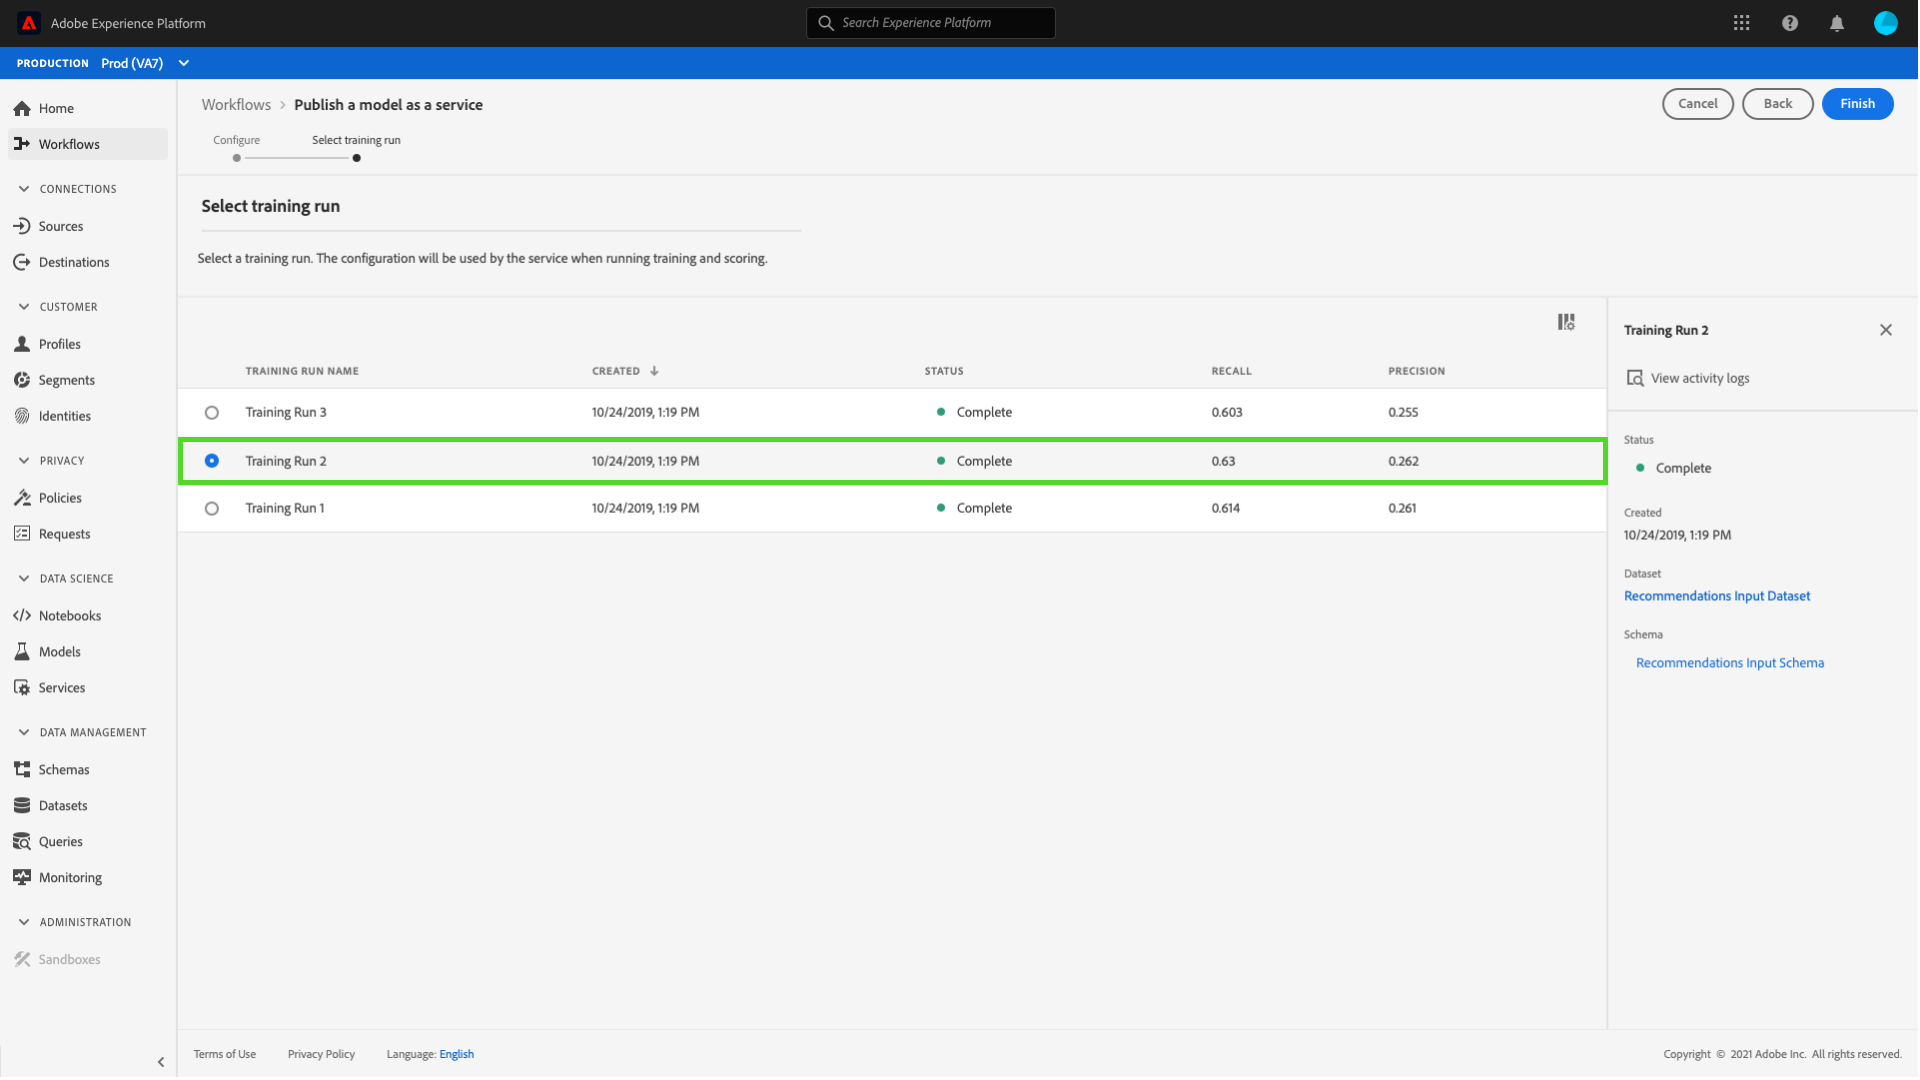 Adobe Experience Platform
Search Experience Platform
PRODUCTION Prod (VA7)
Home
Workflows
CONNECTIONS
Sources
Destinations
CUSTOMER
Profiles
Segments
Identities
PRIVACY
Policies
Requests
DATA SCIENCE
Notebooks
Models
Services
DATA MANAGEMENT
Schemas
Datasets
Queries
Monitoring
ADMINISTRATION
Sandboxes
Workflows > Publish a model as a service
Cancel Back Finish
Configure Select training run
Select training run
Select a training run. The configuration will be used by the service when running training and scoring.
TRAINING RUN NAME CREATED STATUS RECALL PRECISION
Training Run 3 10/24/2019, 1:19 PM Complete 0.603 0.255
Training Run 2 10/24/2019, 1:19 PM Complete 0.63 0.262
Training Run 1 10/24/2019, 1:19 PM Complete 0.614 0.261
Training Run 2
View activity logs
Status
Complete
Created
10/24/2019, 1:19 PM
Dataset
Recommendations Input Dataset
Schema
Recommendations Input Schema
Terms of Use Privacy Policy Language: English
Copyright © 2021 Adobe Inc. All rights reserved.